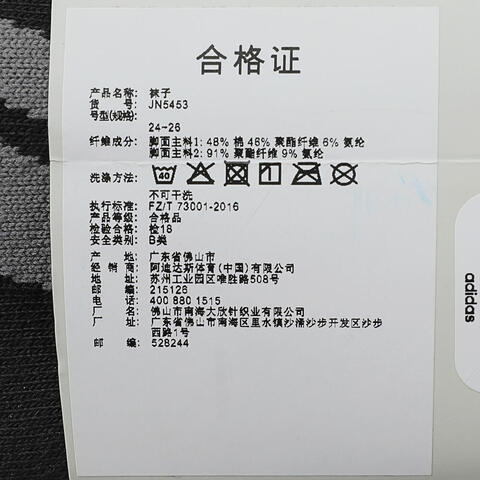 合格证
产品名称: 袜子
货 号: JN5453
号型(规格):
24-26
纤维成分: 脚面主料1: 48% 棉 46% 聚酯纤维 6% 氨纶
脚面主料2: 91% 聚酯纤维 9% 氨纶
洗涤方法: 40
不可干洗
执行标准: FZ/T 73001-2016
产品等级: 合格品
检验合格: 检18
安全类别: B类
产 地: 广东省佛山市
经 销 商: 阿迪达斯体育(中国)有限公司
地 址: 苏州工业园区唯胜路508号
邮 编: 215126
电 话: 400 880 1515
厂 名: 佛山市南海大欣针织业有限公司
厂 址: 广东省佛山市南海区里水镇沙涌沙步开发区沙步
西路1号
邮 编: 528244
adidas